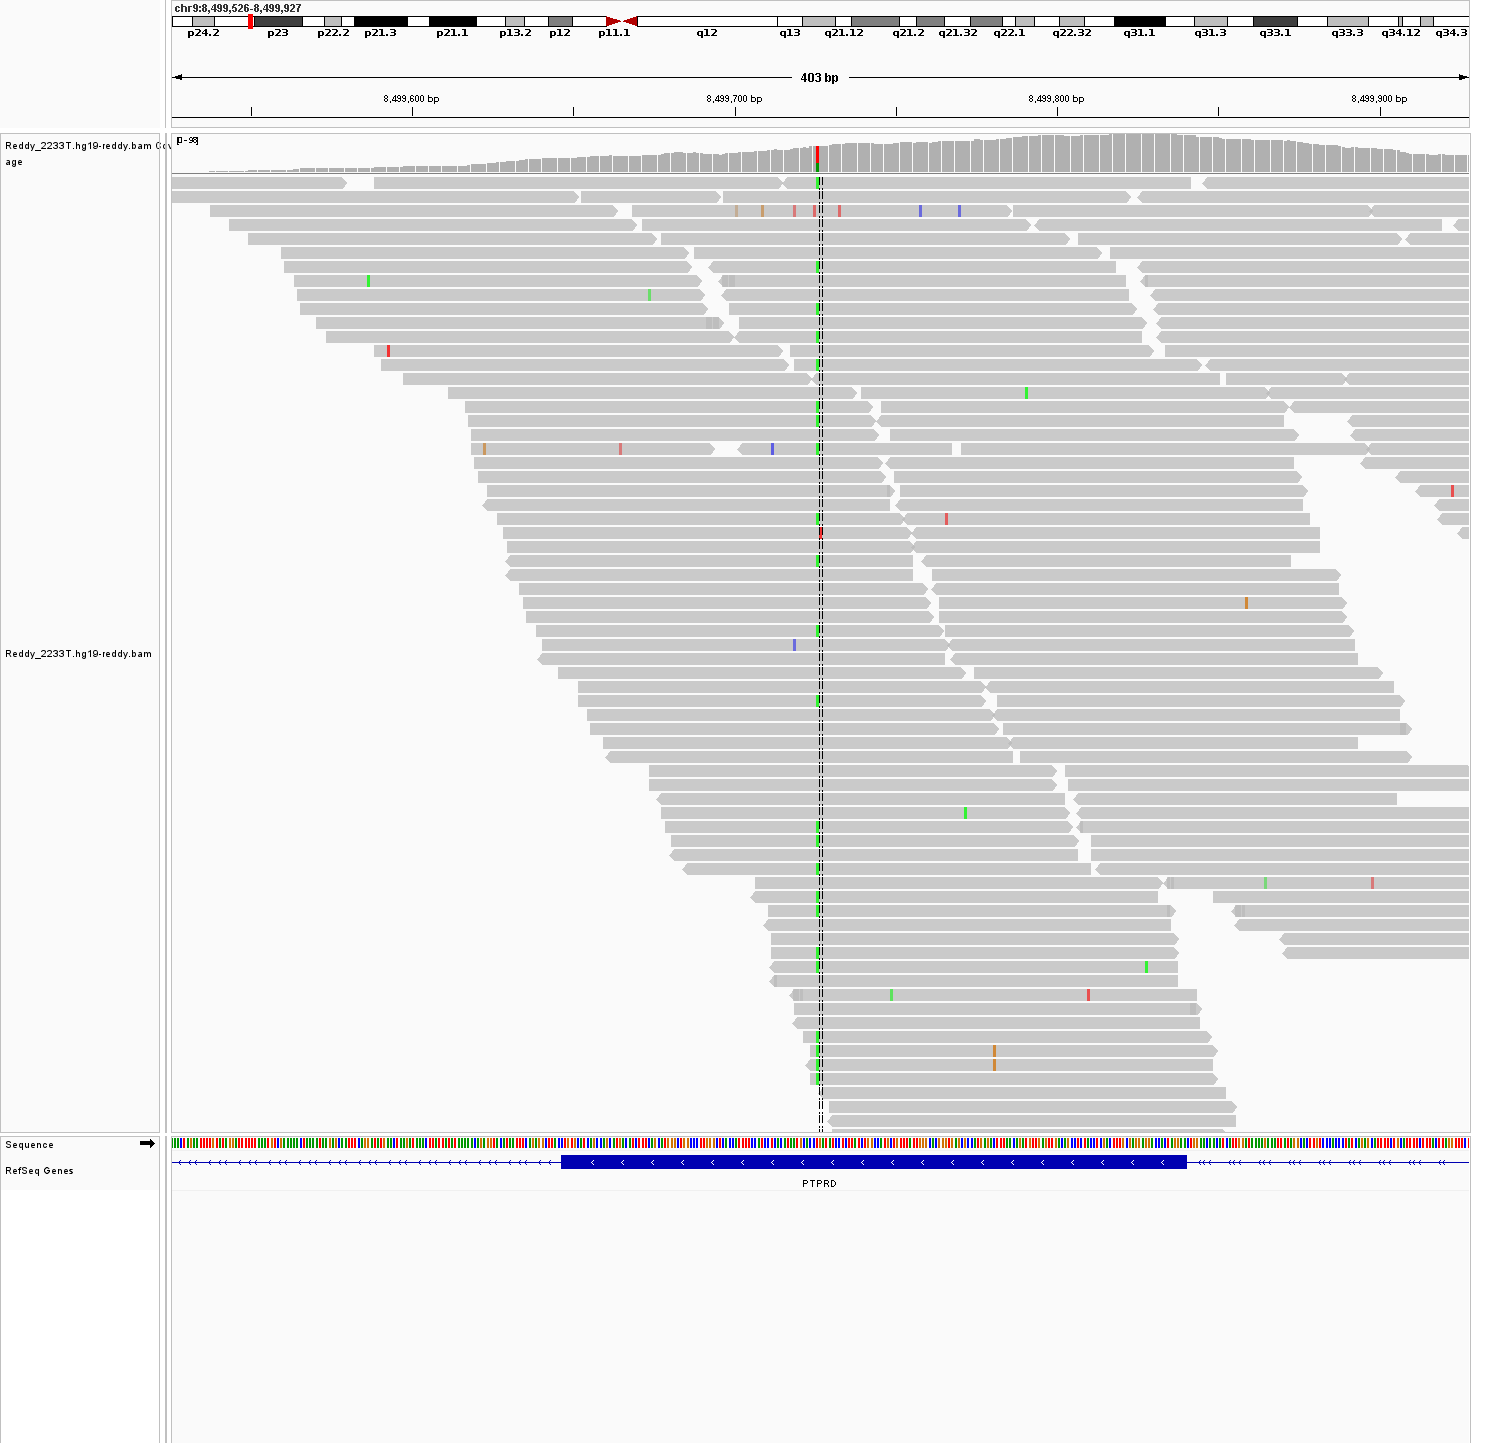 chr9:8,499,526-8,499,927
p24.2 p23 p22.2 p21.3 p21.1 p13.2 p12 p11.1 q12 q13 q21.12 q21.2 q21.32 q22.1 q22.32 q31.1 q31.3 q33.1 q33.3 q34.12 q34.3
403 bp
8,499,600 bp 8,499,700 bp 8,499,800 bp 8,499,900 bp
Reddy_2233T.hg19-reddy.bam Cov
age
[0 - 98]
Reddy_2233T.hg19-reddy.bam
Sequence
RefSeq Genes
PTPRD